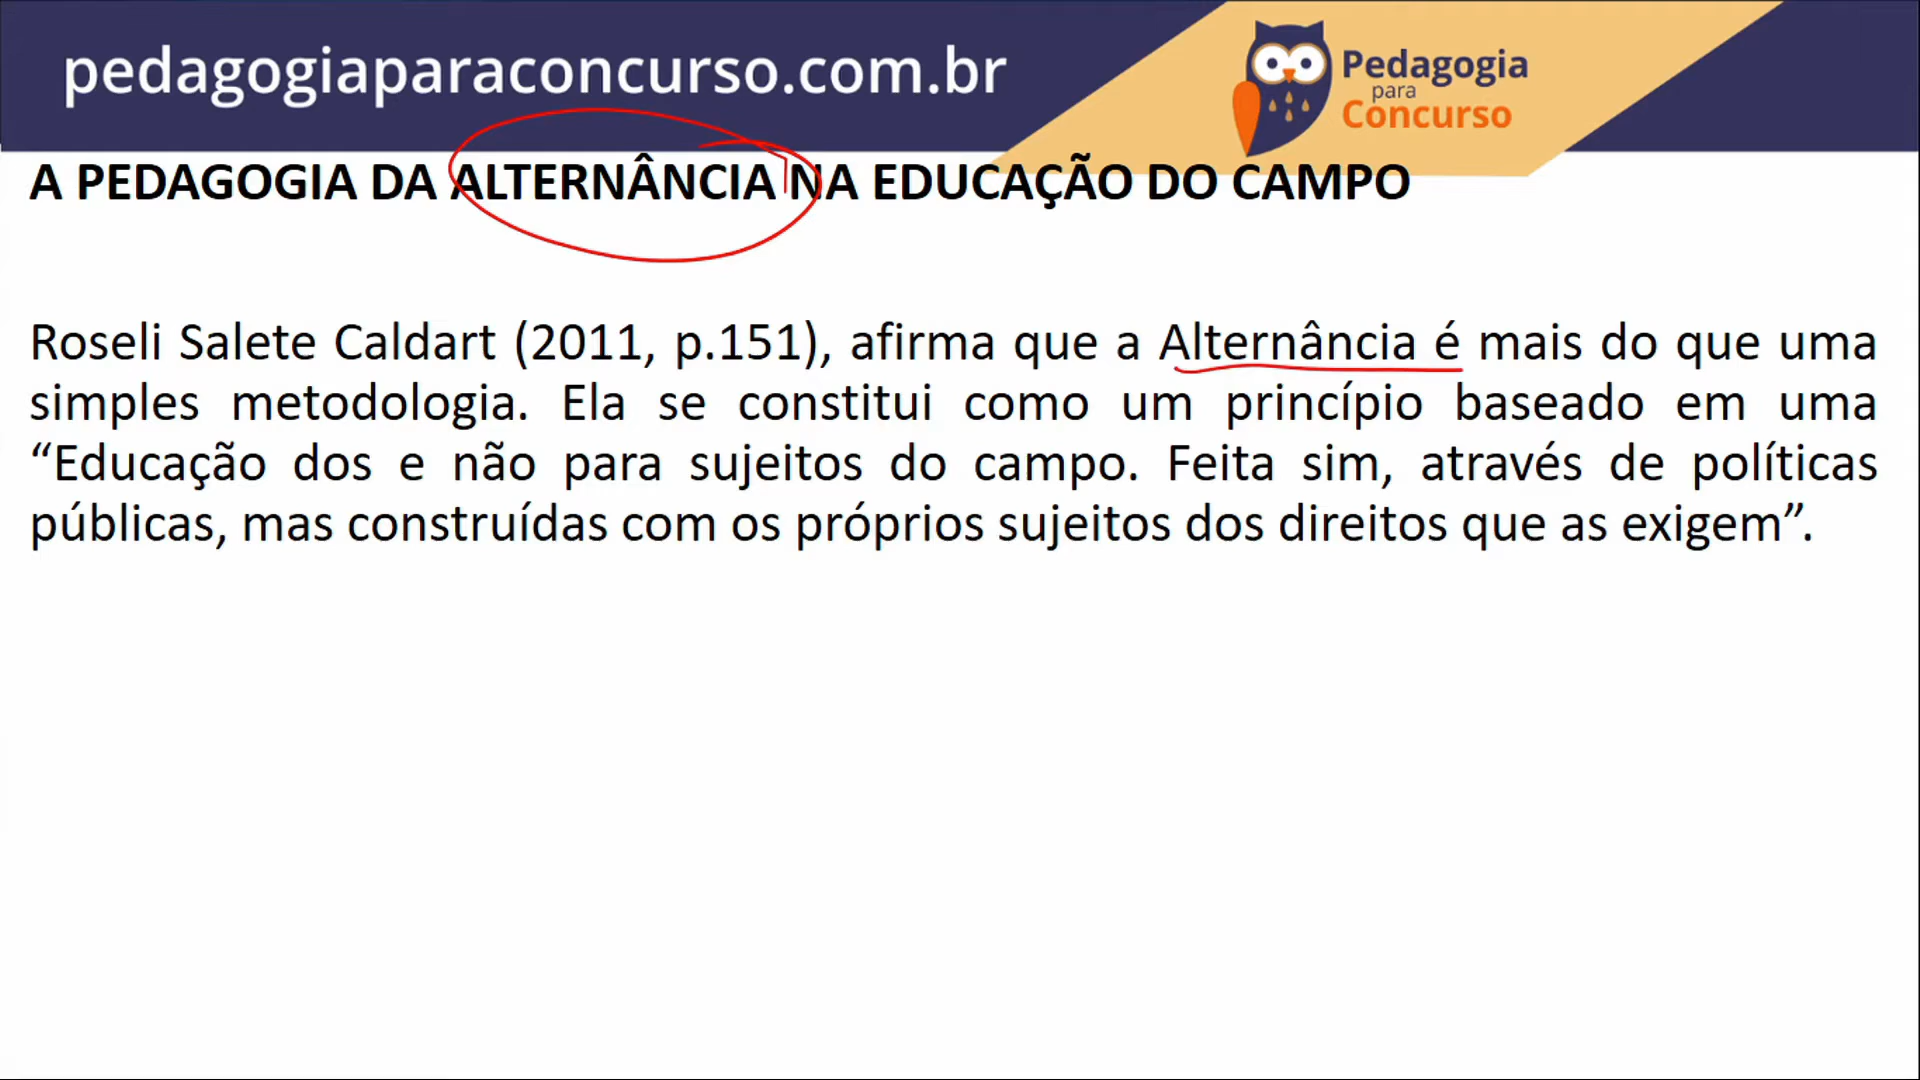 pedagogiaparaconcurso.com.br
Pedagogia
para
Concurso
A PEDAGOGIA DA ALTERNÂNCIA NA EDUCAÇÃO DO CAMPO
Roseli Salete Caldart (2011, p.151), afirma que a Alternância é mais do que uma
simples metodologia. Ela se constitui como um princípio baseado em uma
“Educação dos e não para sujeitos do campo. Feita sim, através de políticas
públicas, mas construídas com os próprios sujeitos dos direitos que as exigem”.